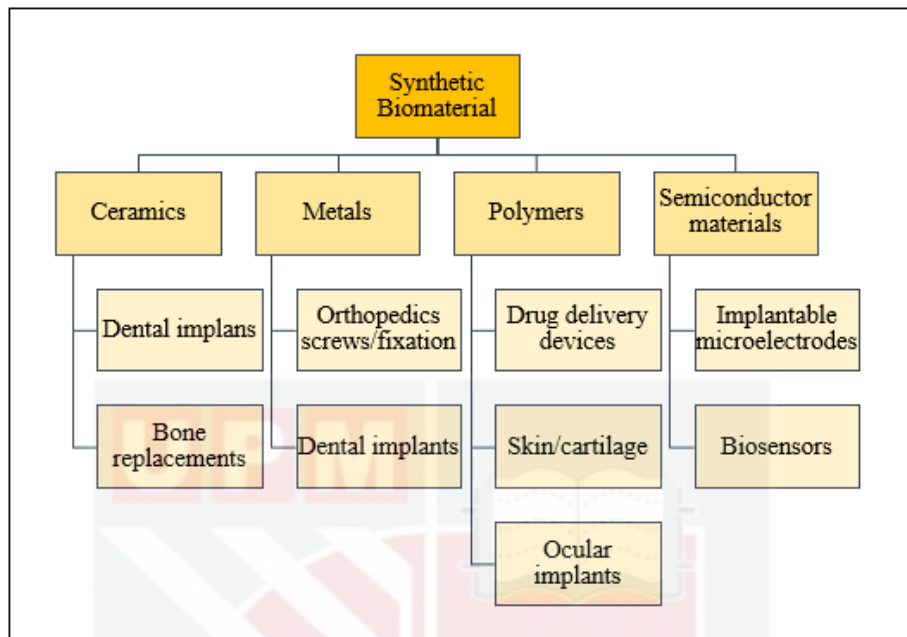 Synthetic
Biomaterial
Ceramics
Metals
Polymers
Semiconductor
materials
Dental implans
Orthopedics
screws/fixation
Drug delivery
devices
Implantable
microelectrodes
Bone
replacements
Dental implants
Skin/cartilage
Biosensors
Ocular
implants
UPM